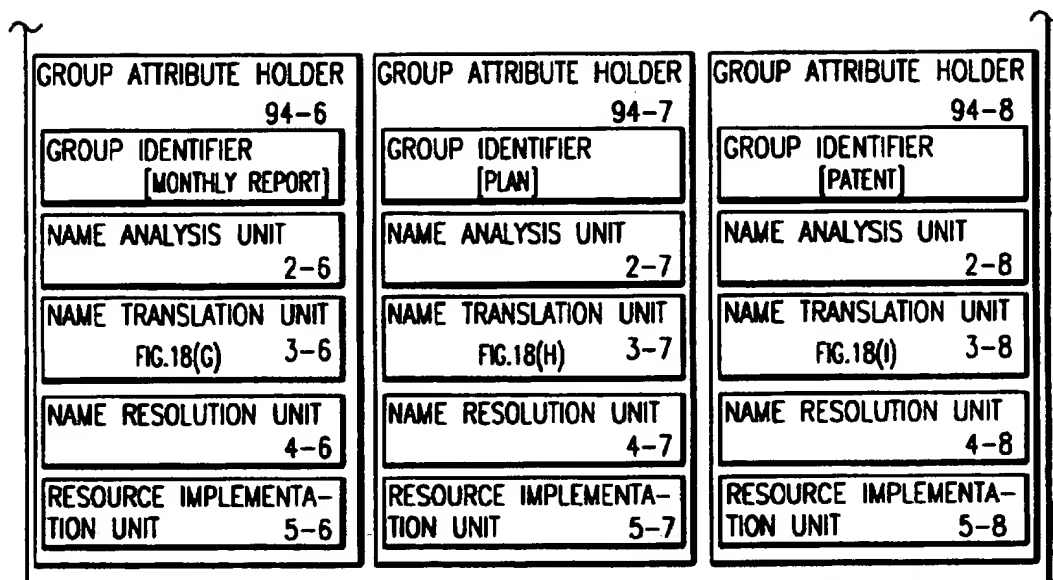 GROUP ATTRIBUTE HOLDER
94-6
GROUP IDENTIFIER
[MONTHLY REPORT]
NAME ANALYSIS UNIT
2-6
NAME TRANSLATION UNIT
FIG.18(G) 3-6
NAME RESOLUTION UNIT
4-6
RESOURCE IMPLEMENTA-
TION UNIT 5-6
GROUP ATTRIBUTE HOLDER
94-7
GROUP IDENTIFIER
[PLAN]
NAME ANALYSIS UNIT
2-7
NAME TRANSLATION UNIT
FIG.18(H) 3-7
NAME RESOLUTION UNIT
4-7
RESOURCE IMPLEMENTA-
TION UNIT 5-7
GROUP ATTRIBUTE HOLDER
94-8
GROUP IDENTIFIER
[PATENT]
NAME ANALYSIS UNIT
2-8
NAME TRANSLATION UNIT
FIG.18(I) 3-8
NAME RESOLUTION UNIT
4-8
RESOURCE IMPLEMENTA-
TION UNIT 5-8